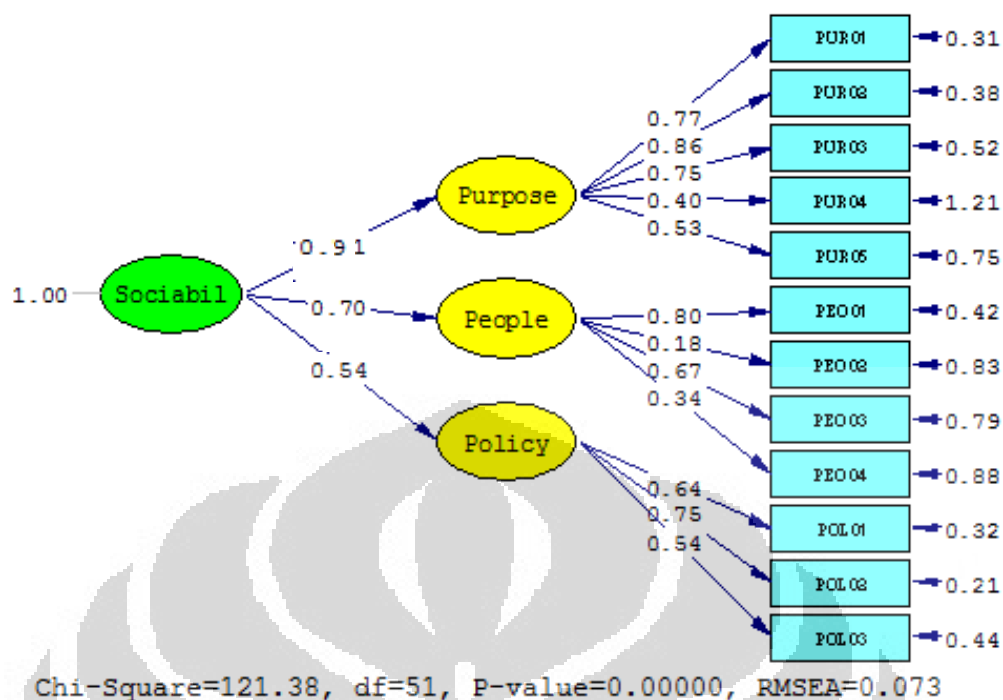 PUR01 0.31
PUR02 0.38
0.77
0.86
PUR03 0.52
0.75
Purpose
0.40
PUR04 1.21
0.53
0.91
PUR05 0.75
1.00 Sociabil
0.70
People
0.80
PEO01 0.42
0.18
0.67
PEO02 0.83
0.54
0.34
PEO03 0.79
Policy
PEO04 0.88
0.64
0.75
POL01 0.32
0.54
POL02 0.21
POL03 0.44
Chi-Square=121.38, df=51, P-value=0.00000, RMSEA=0.073